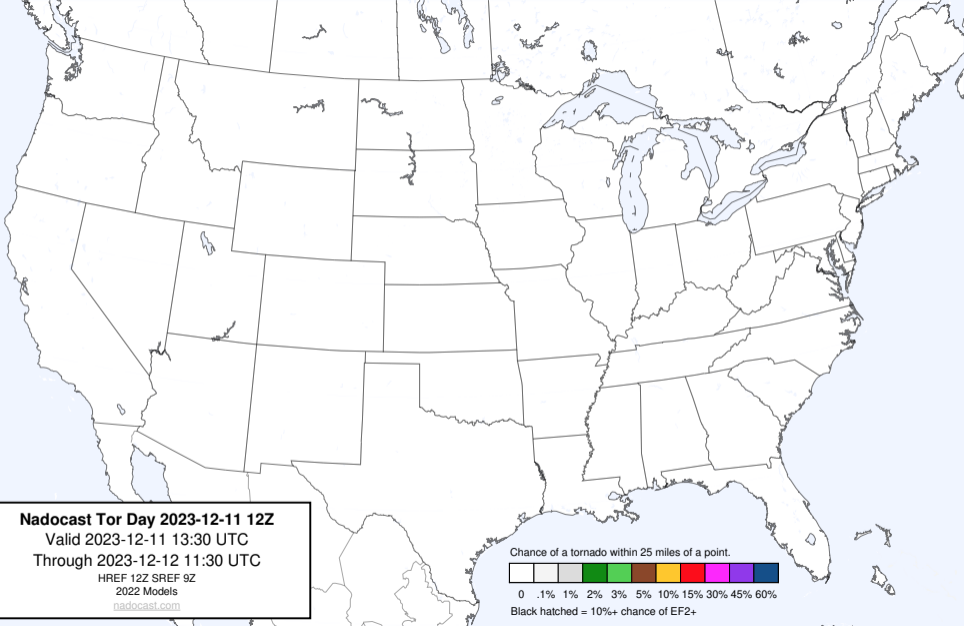 Nadocast Tor Day 2023-12-11 12Z
Valid 2023-12-11 13:30 UTC
Through 2023-12-12 11:30 UTC
HREF 12Z SREF 9Z
2022 Models
nadocast.com
Chance of a tornado within 25 miles of a point.
0 .1% 1% 2% 3% 5% 10% 15% 30% 45% 60%
Black hatched = 10%+ chance of EF2+